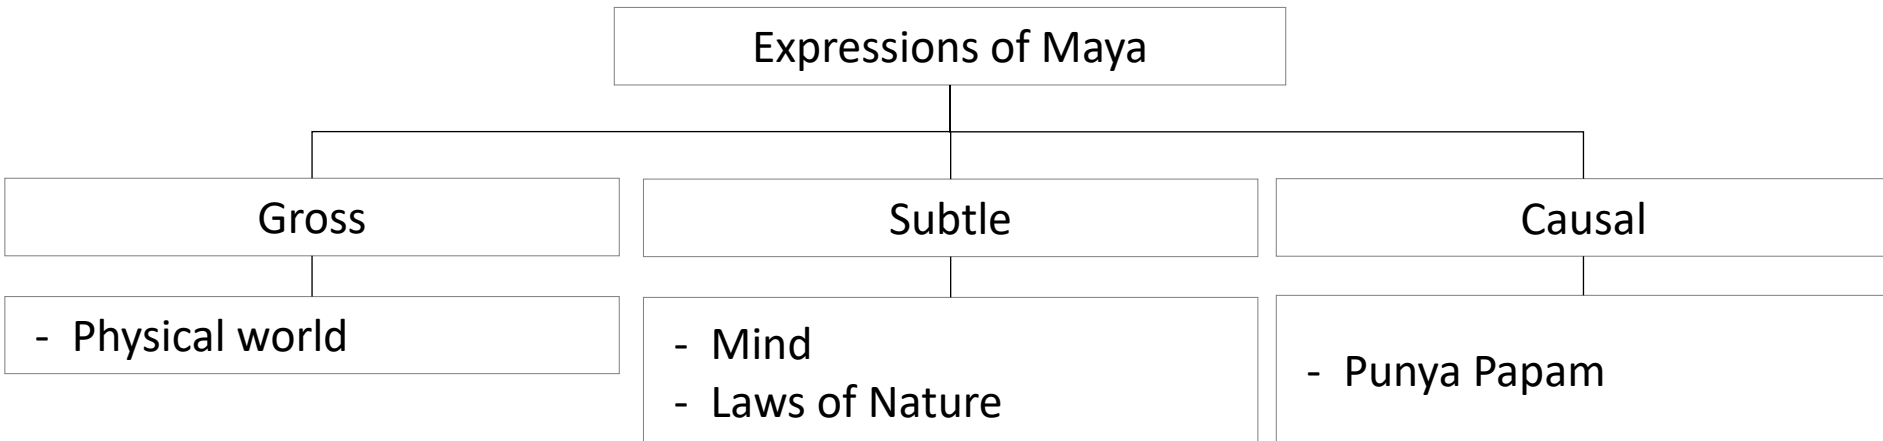 Expressions of Maya
Gross
Subtle
Causal
- Physical world
- Mind
- Laws of Nature
- Punya Papam